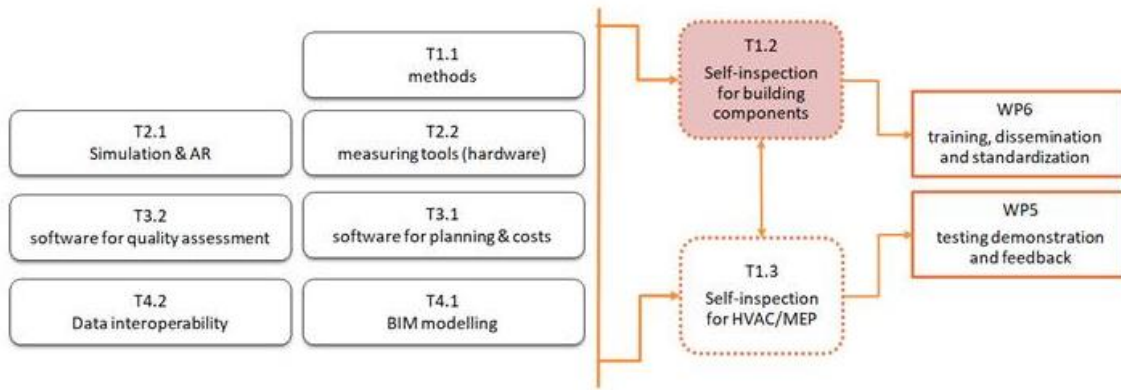 T1.1
methods
T2.1
Simulation & AR
T2.2
measuring tools (hardware)
T3.2
software for quality assessment
T3.1
software for planning & costs
T4.2
Data interoperability
T4.1
BIM modelling
T1.2
Self-inspection
for building
components
T1.3
Self-inspection
for HVAC/MEP
WP6
training, dissemination
and standardization
WP5
testing demonstration
and feedback